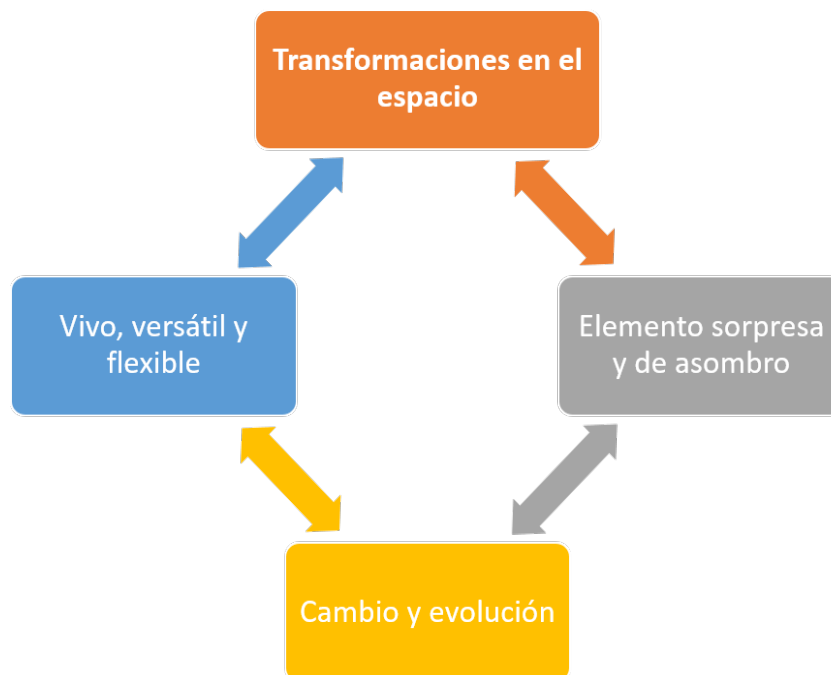 Transformaciones en el
espacio
Vivo, versátil y
flexible
Elemento sorpresa
y de asombro
Cambio y evolución